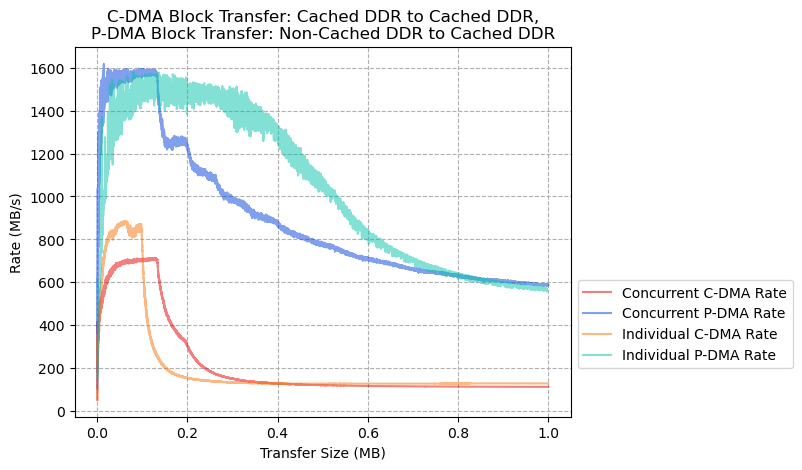 C-DMA Block Transfer: Cached DDR to Cached DDR,
P-DMA Block Transfer: Non-Cached DDR to Cached DDR
Rate (MB/s)
1600
1400
1200
1000
800
600
400
200
0
0.0 0.2 0.4 0.6 0.8 1.0
Transfer Size (MB)
Concurrent C-DMA Rate
Concurrent P-DMA Rate
Individual C-DMA Rate
Individual P-DMA Rate